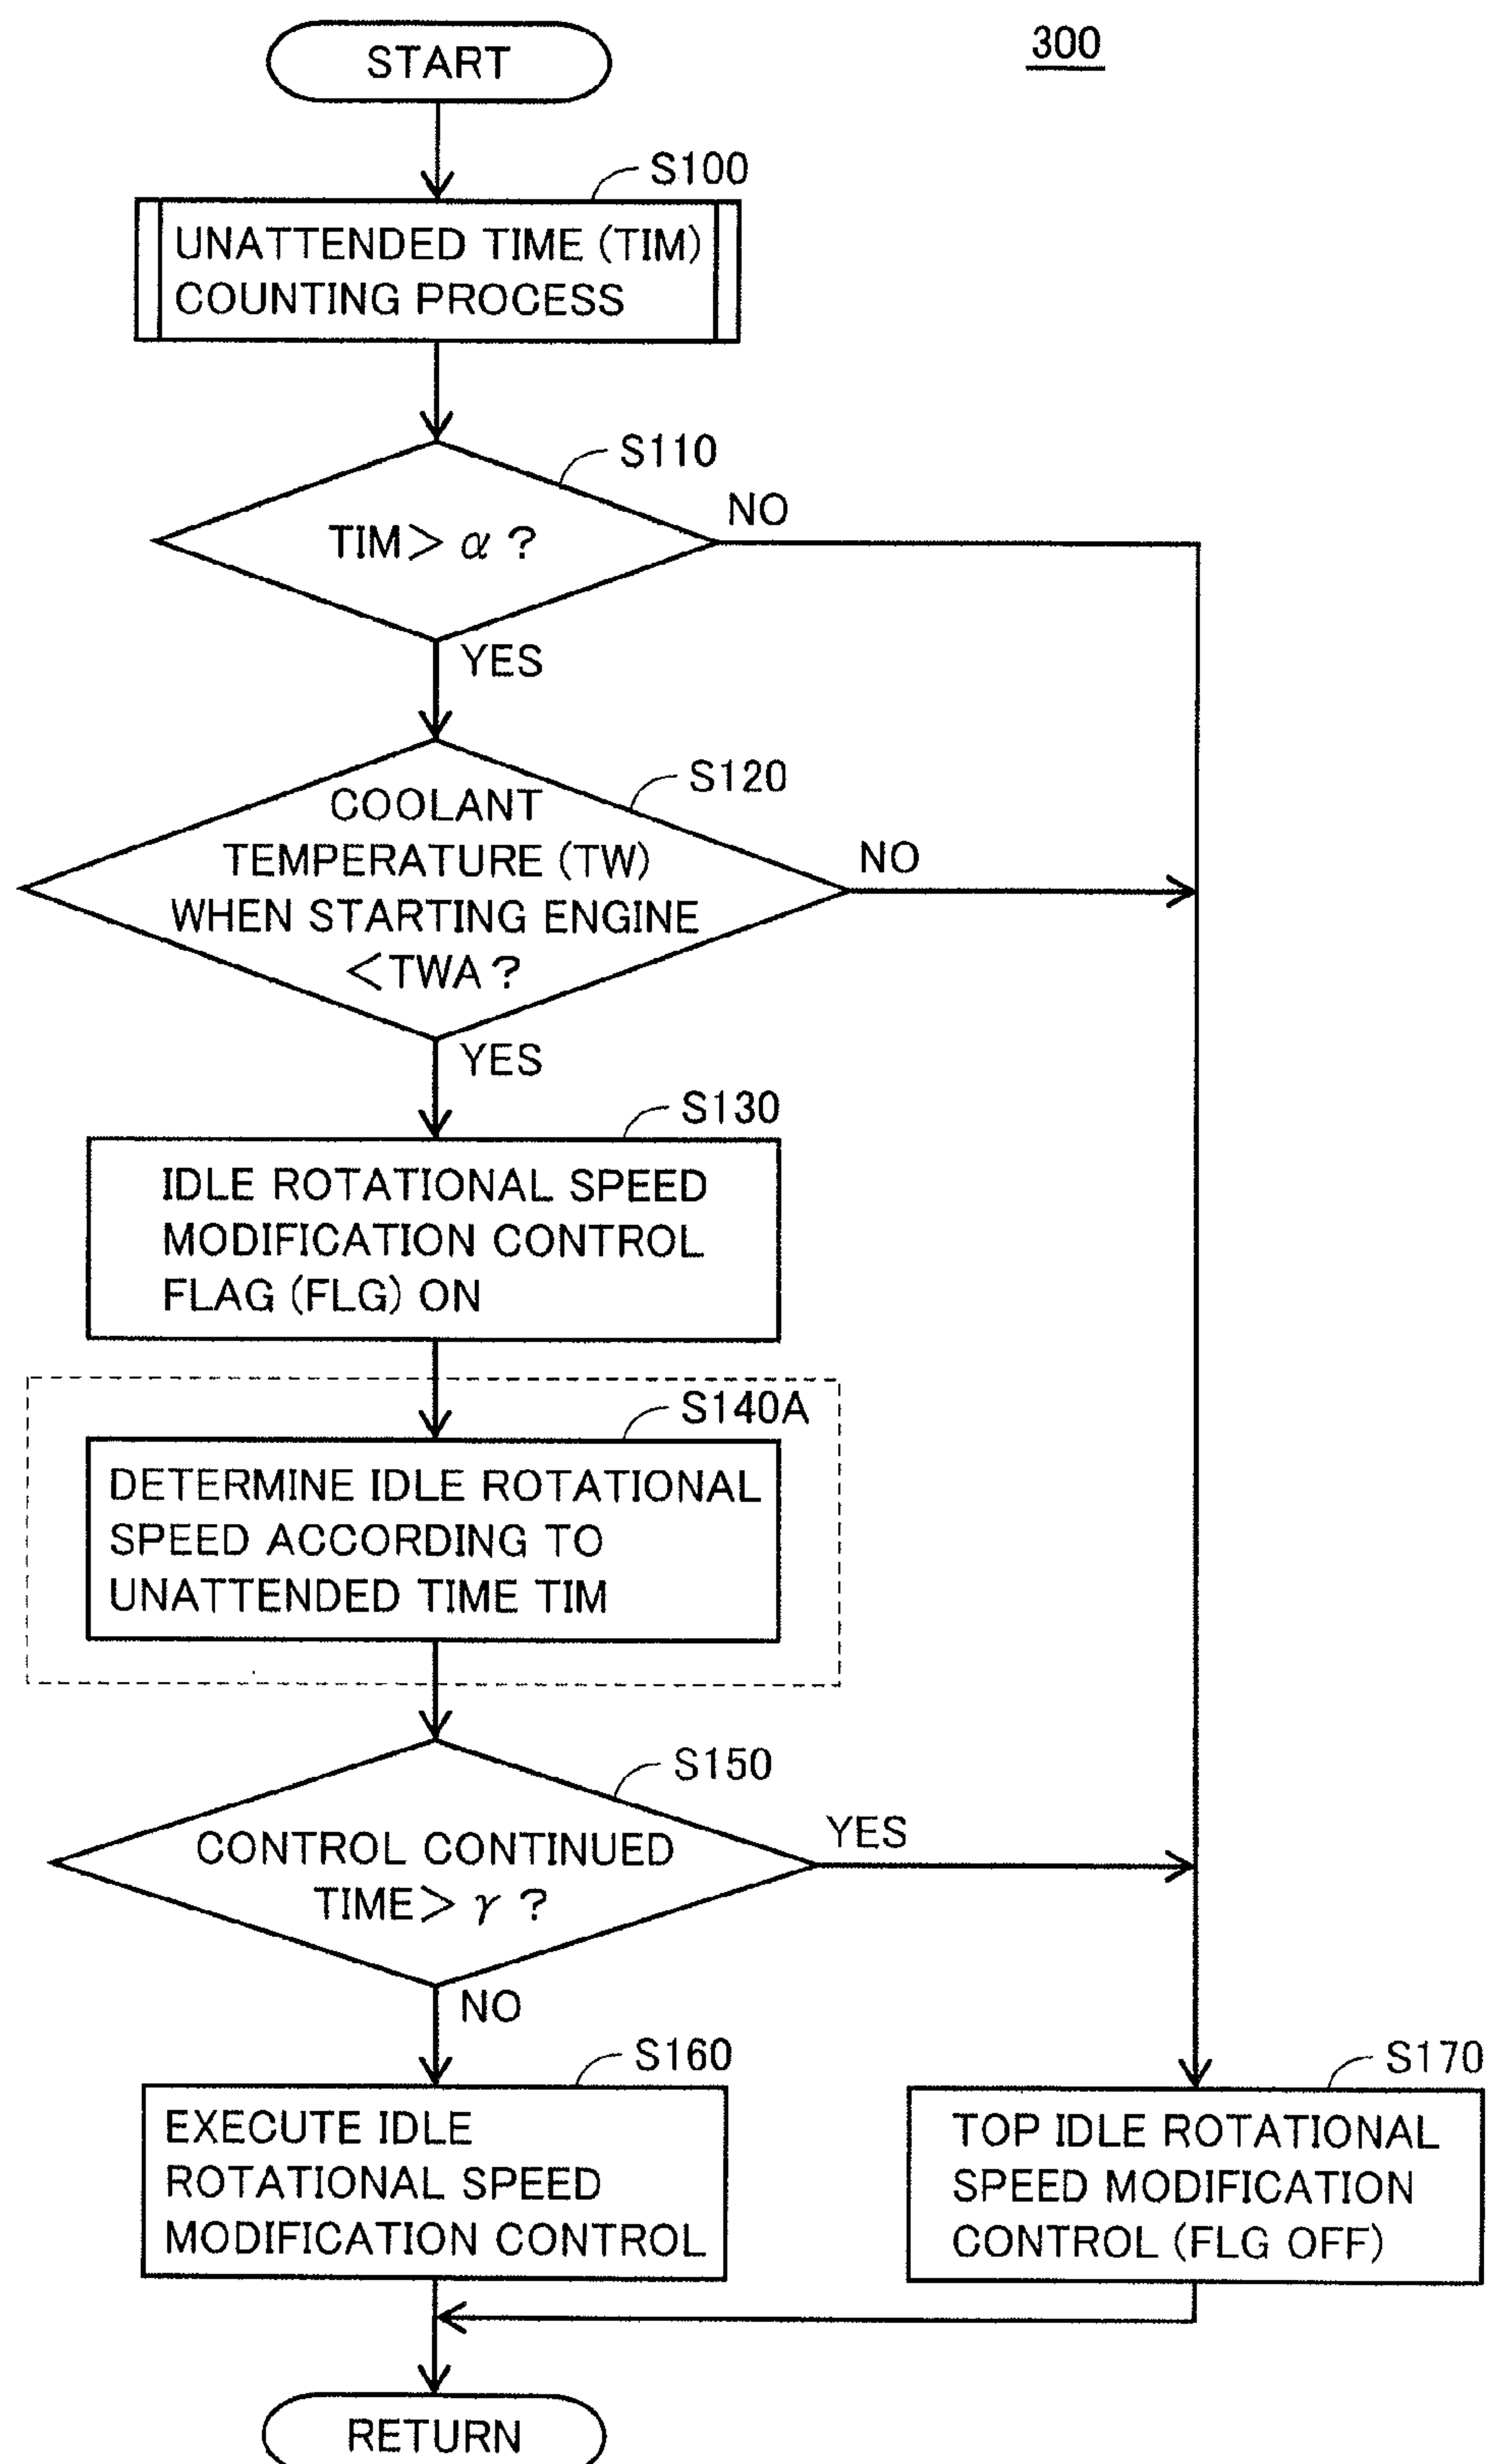 START
300
S100
UNATTENDED TIME (TIM)
COUNTING PROCESS
S110
NO
TIM> α ?
YES
S120
COOLANT
TEMPERATURE (TW)
WHEN STARTING ENGINE
<TWA?
NO
YES
S130
IDLE ROTATIONAL SPEED
MODIFICATION CONTROL
FLAG (FLG) ON
S140A
DETERMINE IDLE ROTATIONAL
SPEED ACCORDING TO
UNATTENDED TIME TIM
S150
YES
CONTROL CONTINUED
TIME> γ ?
NO
S160
EXECUTE IDLE
ROTATIONAL SPEED
MODIFICATION CONTROL
S170
TOP IDLE ROTATIONAL
SPEED MODIFICATION
CONTROL (FLG OFF)
RETURN